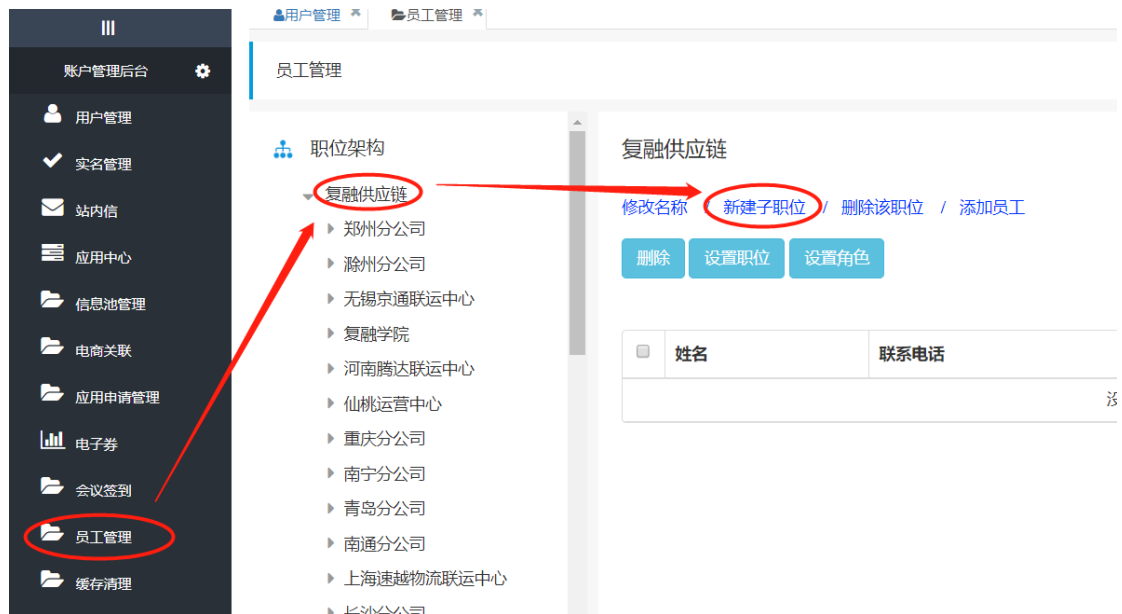 账户管理后台
用户管理
实名管理
站内信
应用中心
信息池管理
电商关联
应用申请管理
电子券
会议签到
员工管理
缓存清理
用户管理 员工管理
员工管理
职位架构
复融供应链
郑州分公司
滁州分公司
无锡京通联运中心
复融学院
河南腾达联运中心
仙桃运营中心
重庆分公司
南宁分公司
青岛分公司
南通分公司
上海速越物流联运中心
长沙分公司
复融供应链
修改名称 / 新建子职位 / 删除该职位 / 添加员工
删除 设置职位 设置角色
姓名 联系电话